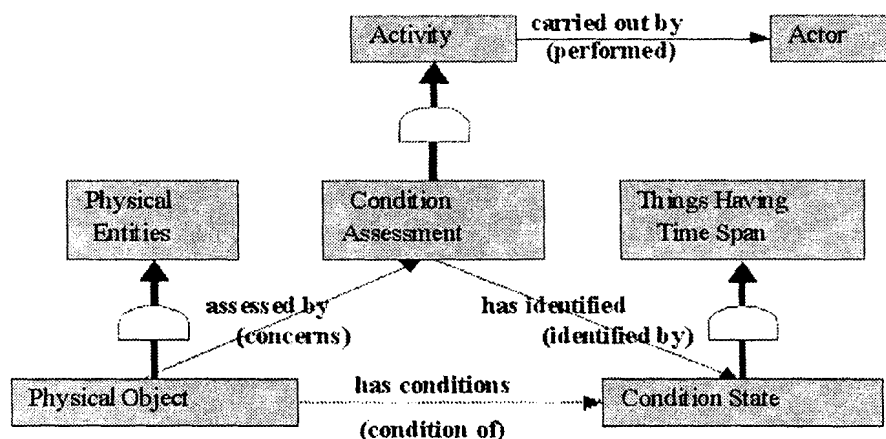 Activity
carried out by
(performed)
Actor
Physical
Entities
Condition
Assessment
Things Having
Time Span
assessed by
(concerns)
has identified
(identified by)
Physical Object
has conditions
(condition of)
Condition State